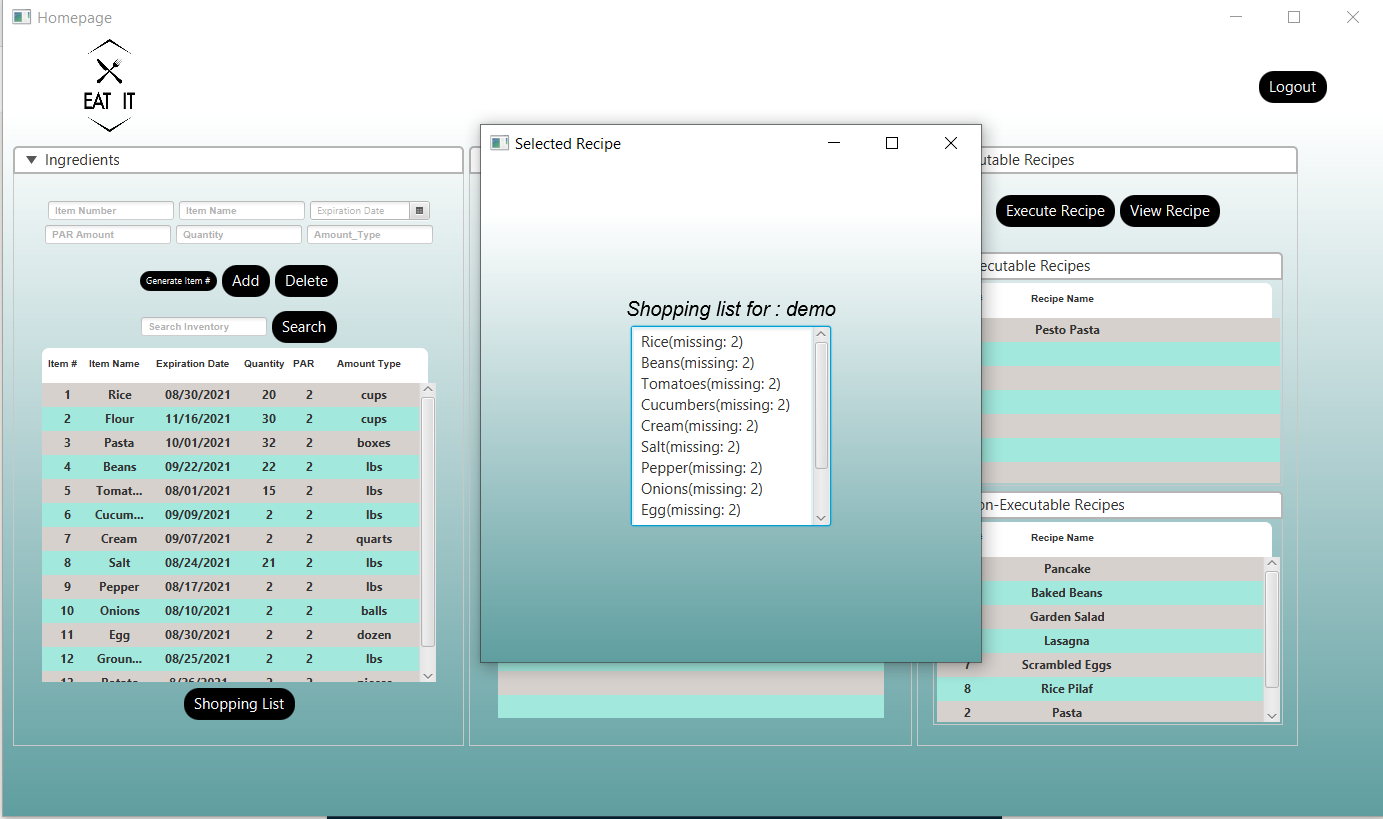 Homepage
EAT IT
Logout
Ingredients
Item Number Item Name Expiration Date
PAR Amount Quantity Amount_Type
Generate Item # Add Delete
Search Inventory Search
Item # Item Name Expiration Date Quantity PAR Amount Type
1 Rice 08/30/2021 20 2 cups
2 Flour 11/16/2021 30 2 cups
3 Pasta 10/01/2021 32 2 boxes
4 Beans 09/22/2021 22 2 lbs
5 Tomat... 08/01/2021 15 2 lbs
6 Cucum... 09/09/2021 2 2 lbs
7 Cream 09/07/2021 2 2 quarts
8 Salt 08/24/2021 21 2 lbs
9 Pepper 08/17/2021 2 2 lbs
10 Onions 08/10/2021 2 2 balls
11 Egg 08/30/2021 2 2 dozen
12 Groun... 08/25/2021 2 2 lbs
Shopping List
Selected Recipe
Shopping list for : demo
Rice(missing: 2)
Beans(missing: 2)
Tomatoes(missing: 2)
Cucumbers(missing: 2)
Cream(missing: 2)
Salt(missing: 2)
Pepper(missing: 2)
Onions(missing: 2)
Egg(missing: 2)
utable Recipes
Execute Recipe View Recipe
ecutable Recipes
Recipe Name
Pesto Pasta
on-Executable Recipes
Recipe Name
Pancake
Baked Beans
Garden Salad
Lasagna
7 Scrambled Eggs
8 Rice Pilaf
2 Pasta